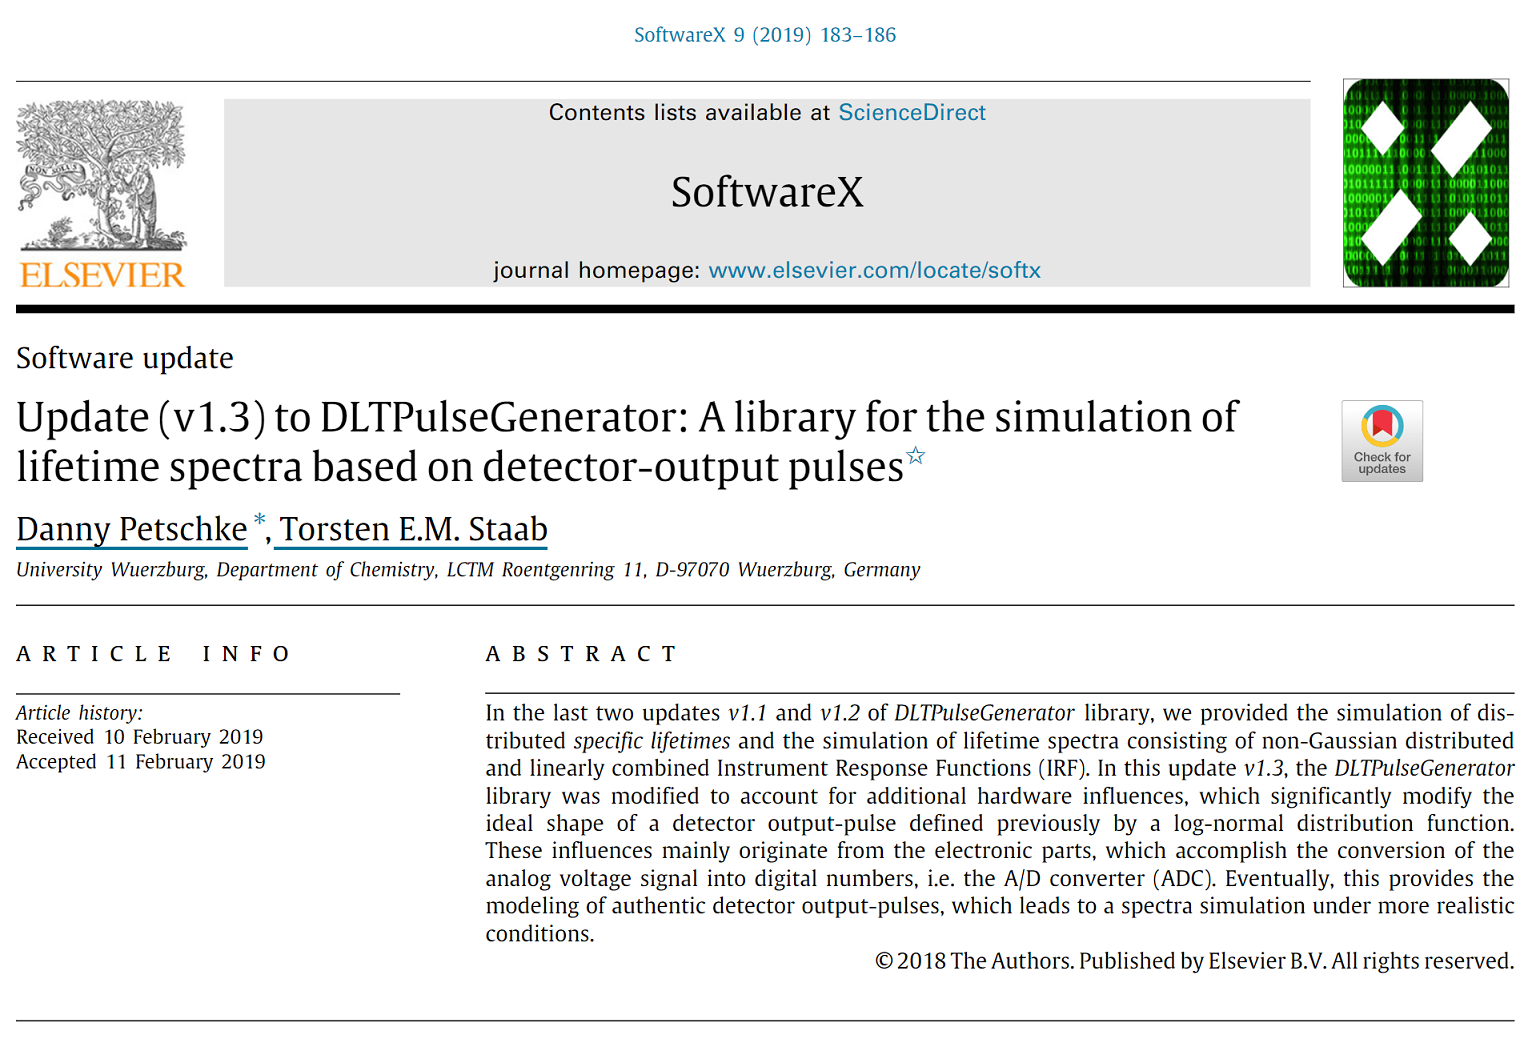 SoftwareX 9 (2019) 183–186
Contents lists available at ScienceDirect
SoftwareX
journal homepage: www.elsevier.com/locate/softx
NON SOLUS
ELSEVIER
Software update
Update (v1.3) to DLTPulseGenerator: A library for the simulation of
lifetime spectra based on detector-output pulses☆
Check for
updates
Danny Petschke *, Torsten E.M. Staab
University Wuerzburg, Department of Chemistry, LCTM Roentgenring 11, D-97070 Wuerzburg, Germany
ARTICLE INFO
Article history:
Received 10 February 2019
Accepted 11 February 2019
ABSTRACT
In the last two updates v1.1 and v1.2 of DLTPulseGenerator library, we provided the simulation of dis-
tributed specific lifetimes and the simulation of lifetime spectra consisting of non-Gaussian distributed
and linearly combined Instrument Response Functions (IRF). In this update v1.3, the DLTPulseGenerator
library was modified to account for additional hardware influences, which significantly modify the
ideal shape of a detector output-pulse defined previously by a log-normal distribution function.
These influences mainly originate from the electronic parts, which accomplish the conversion of the
analog voltage signal into digital numbers, i.e. the A/D converter (ADC). Eventually, this provides the
modeling of authentic detector output-pulses, which leads to a spectra simulation under more realistic
conditions.
© 2018 The Authors. Published by Elsevier B.V. All rights reserved.